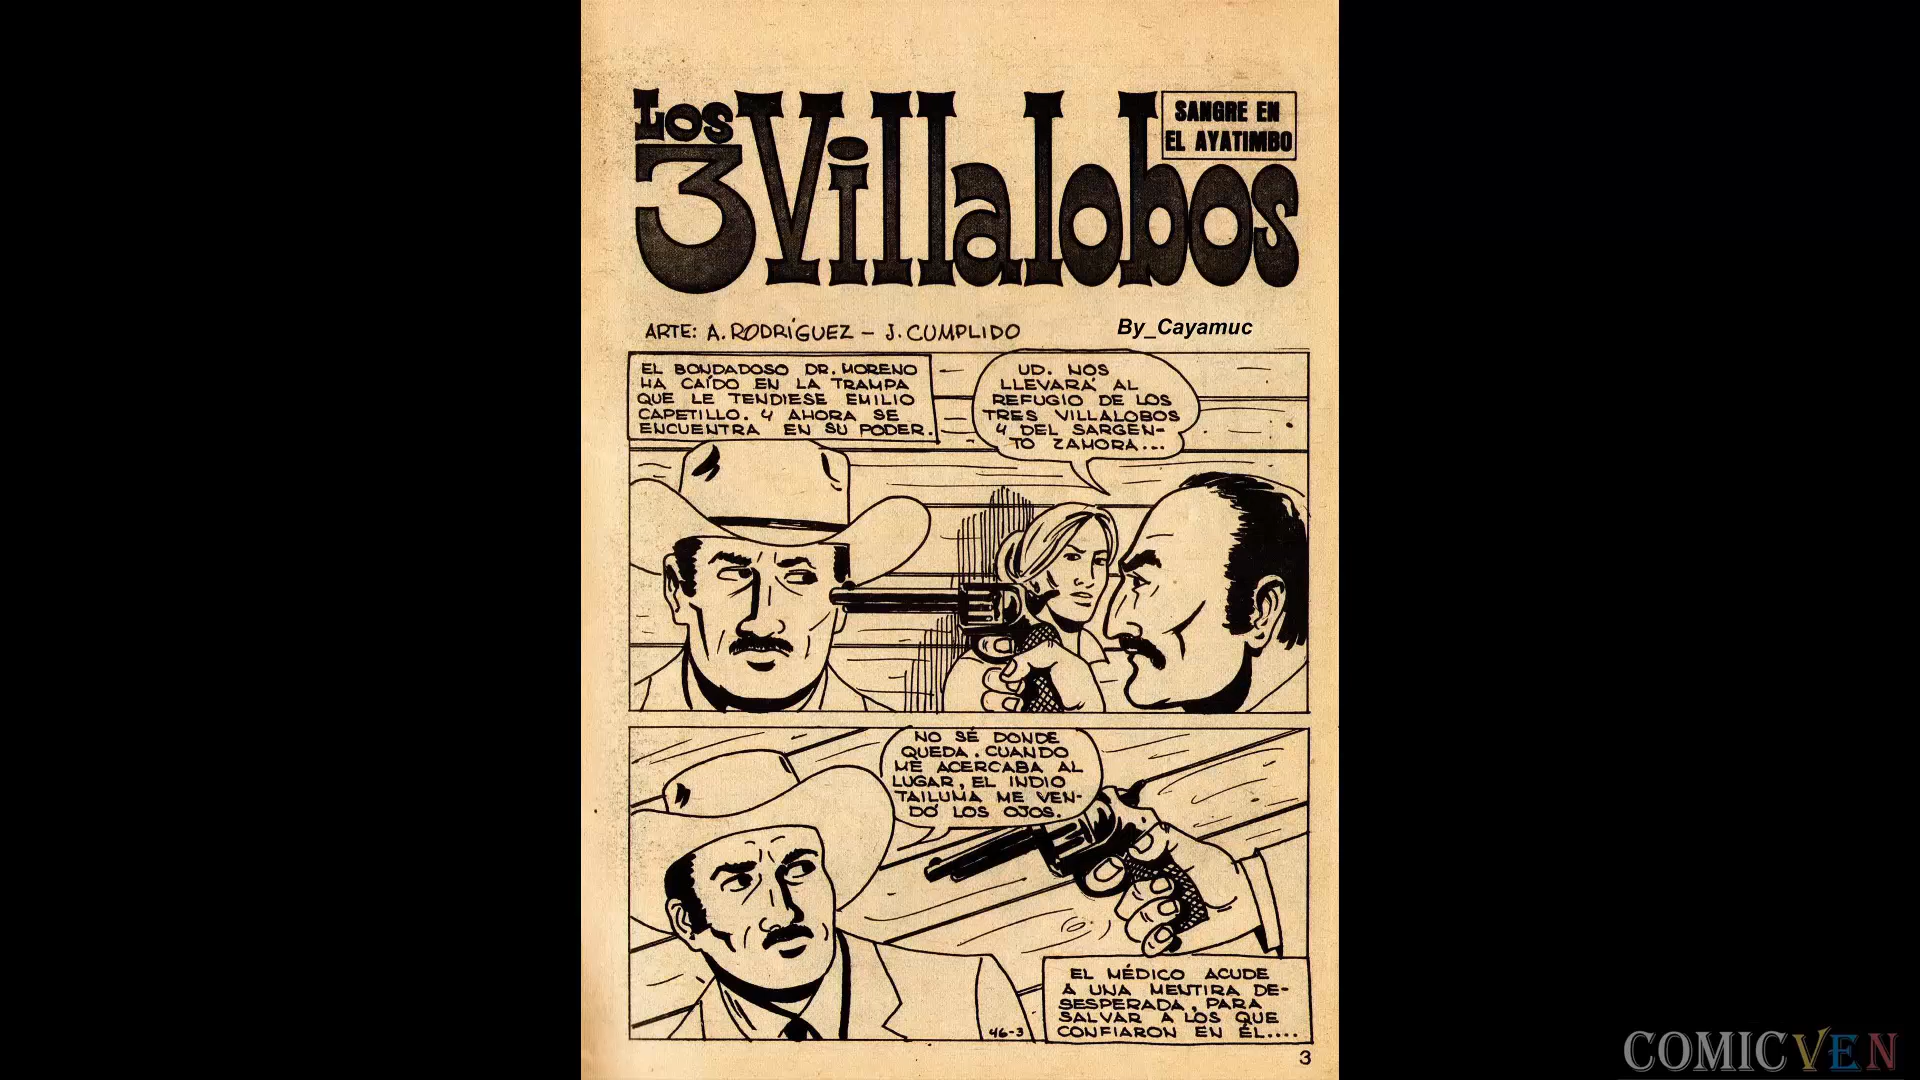 Los
3 Villalobos
SANGRE EN
EL AYATIMBO
ARTE: A. RODRÍGUEZ – J. CUMPLIDO
By_Cayamuc
EL BONDADOSO DR. MORENO
HA CAÍDO EN LA TRAMPA
QUE LE TENDIESE EMILIO
CAPETILLO. Y AHORA SE
ENCUENTRA EN SU PODER.
UD. NOS
LLEVARÁ AL
REFUGIO DE LOS
TRES VILLALOBOS
Y DEL SARGEN-
TO ZAMORA...
NO SÉ DONDE
QUEDA. CUANDO
ME ACERCABA AL
LUGAR, EL INDIO
TAILUMA ME VEN-
DÓ LOS OJOS.
EL MÉDICO ACUDE
A UNA MENTIRA DE-
SESPERADA, PARA
SALVAR A LOS QUE
CONFIARON EN ÉL....
46-3
3
COMICVEN